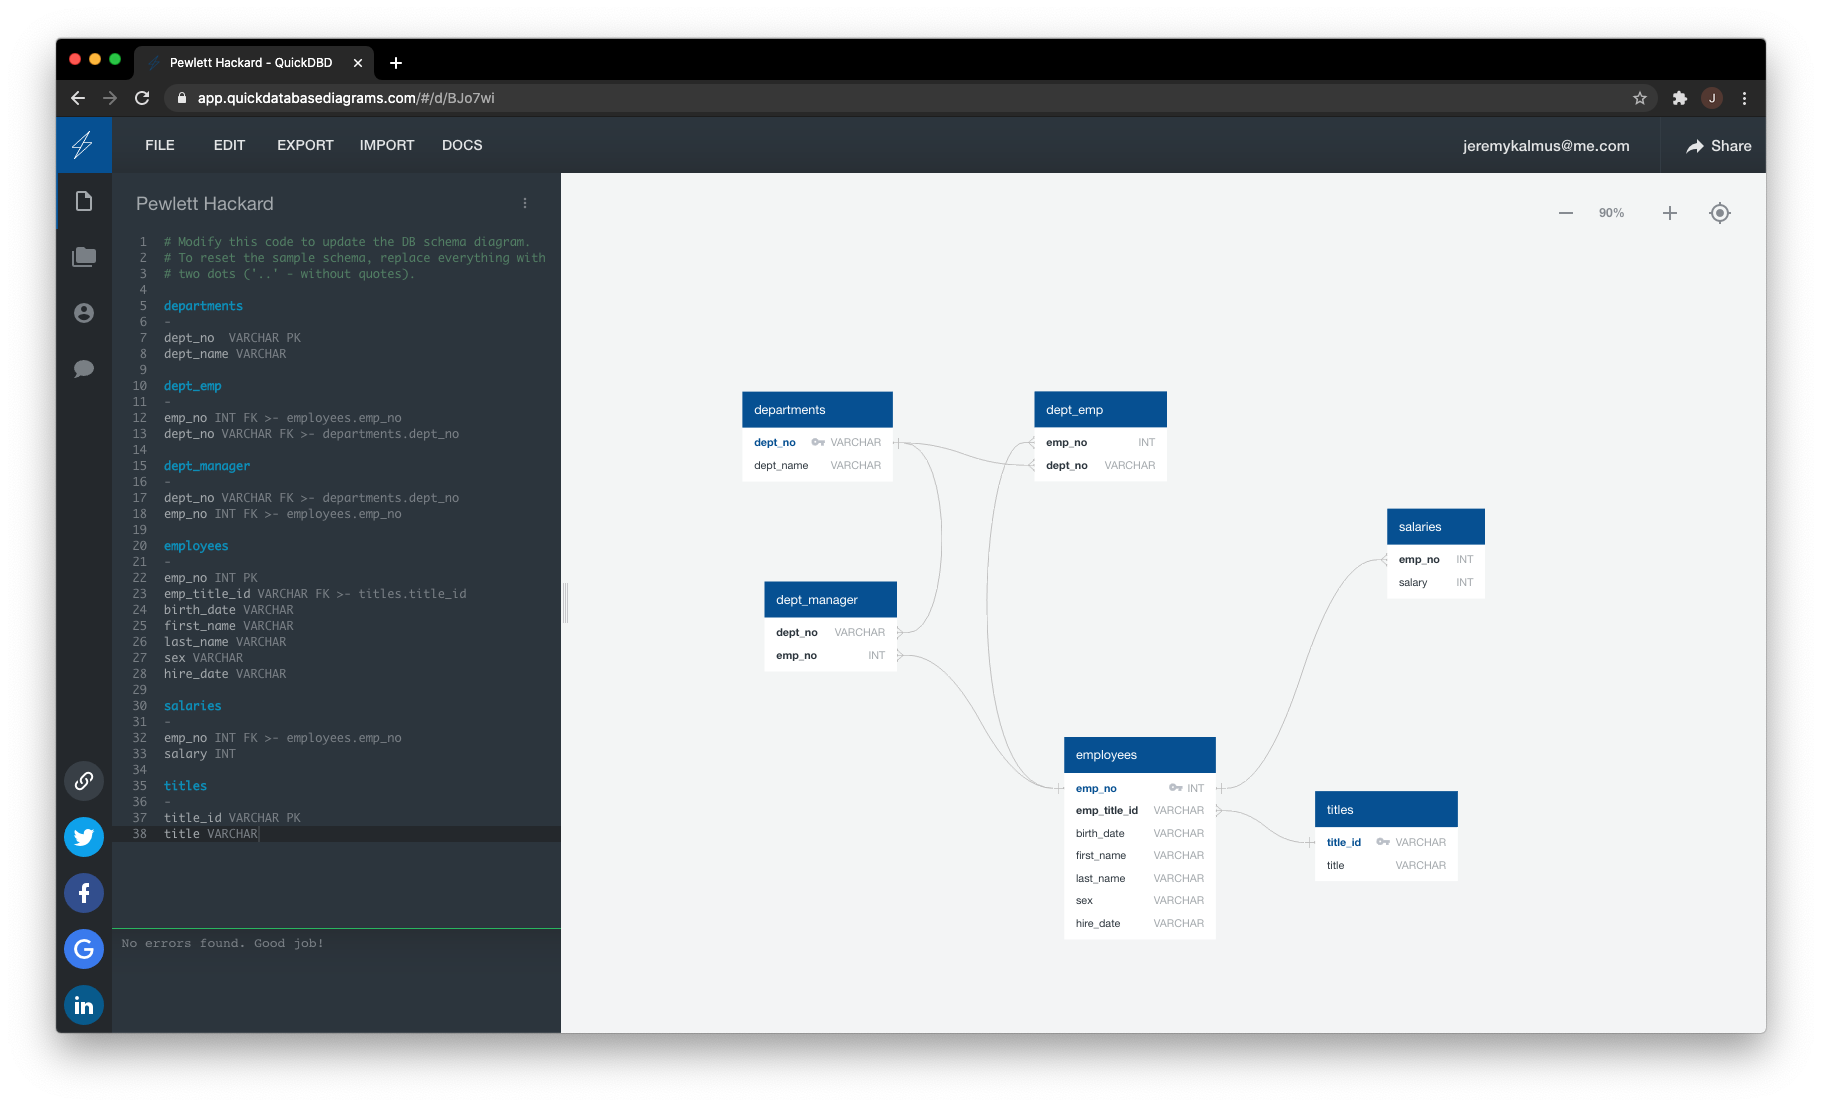 Pewlett Hackard - QuickDBD
app.quickdatabasediagrams.com/#/d/BJo7wi
J
FILE EDIT EXPORT IMPORT DOCS
jeremykalmus@me.com
Share
Pewlett Hackard
90%
1 # Modify this code to update the DB schema diagram.
2 # To reset the sample schema, replace everything with
3 # two dots ('..' - without quotes).
4
5 departments
6 -
7 dept_no  VARCHAR PK
8 dept_name VARCHAR
9
10 dept_emp
11 -
12 emp_no INT FK >- employees.emp_no
13 dept_no VARCHAR FK >- departments.dept_no
14
15 dept_manager
16 -
17 dept_no VARCHAR FK >- departments.dept_no
18 emp_no INT FK >- employees.emp_no
19
20 employees
21 -
22 emp_no INT PK
23 emp_title_id VARCHAR FK >- titles.title_id
24 birth_date VARCHAR
25 first_name VARCHAR
26 last_name VARCHAR
27 sex VARCHAR
28 hire_date VARCHAR
29
30 salaries
31 -
32 emp_no INT FK >- employees.emp_no
33 salary INT
34
35 titles
36 -
37 title_id VARCHAR PK
38 title VARCHAR
No errors found. Good job!
departments
dept_no VARCHAR
dept_name VARCHAR
dept_emp
emp_no INT
dept_no VARCHAR
salaries
emp_no INT
salary INT
dept_manager
dept_no VARCHAR
emp_no INT
employees
emp_no INT
emp_title_id VARCHAR
birth_date VARCHAR
first_name VARCHAR
last_name VARCHAR
sex VARCHAR
hire_date VARCHAR
titles
title_id VARCHAR
title VARCHAR
f
G
in